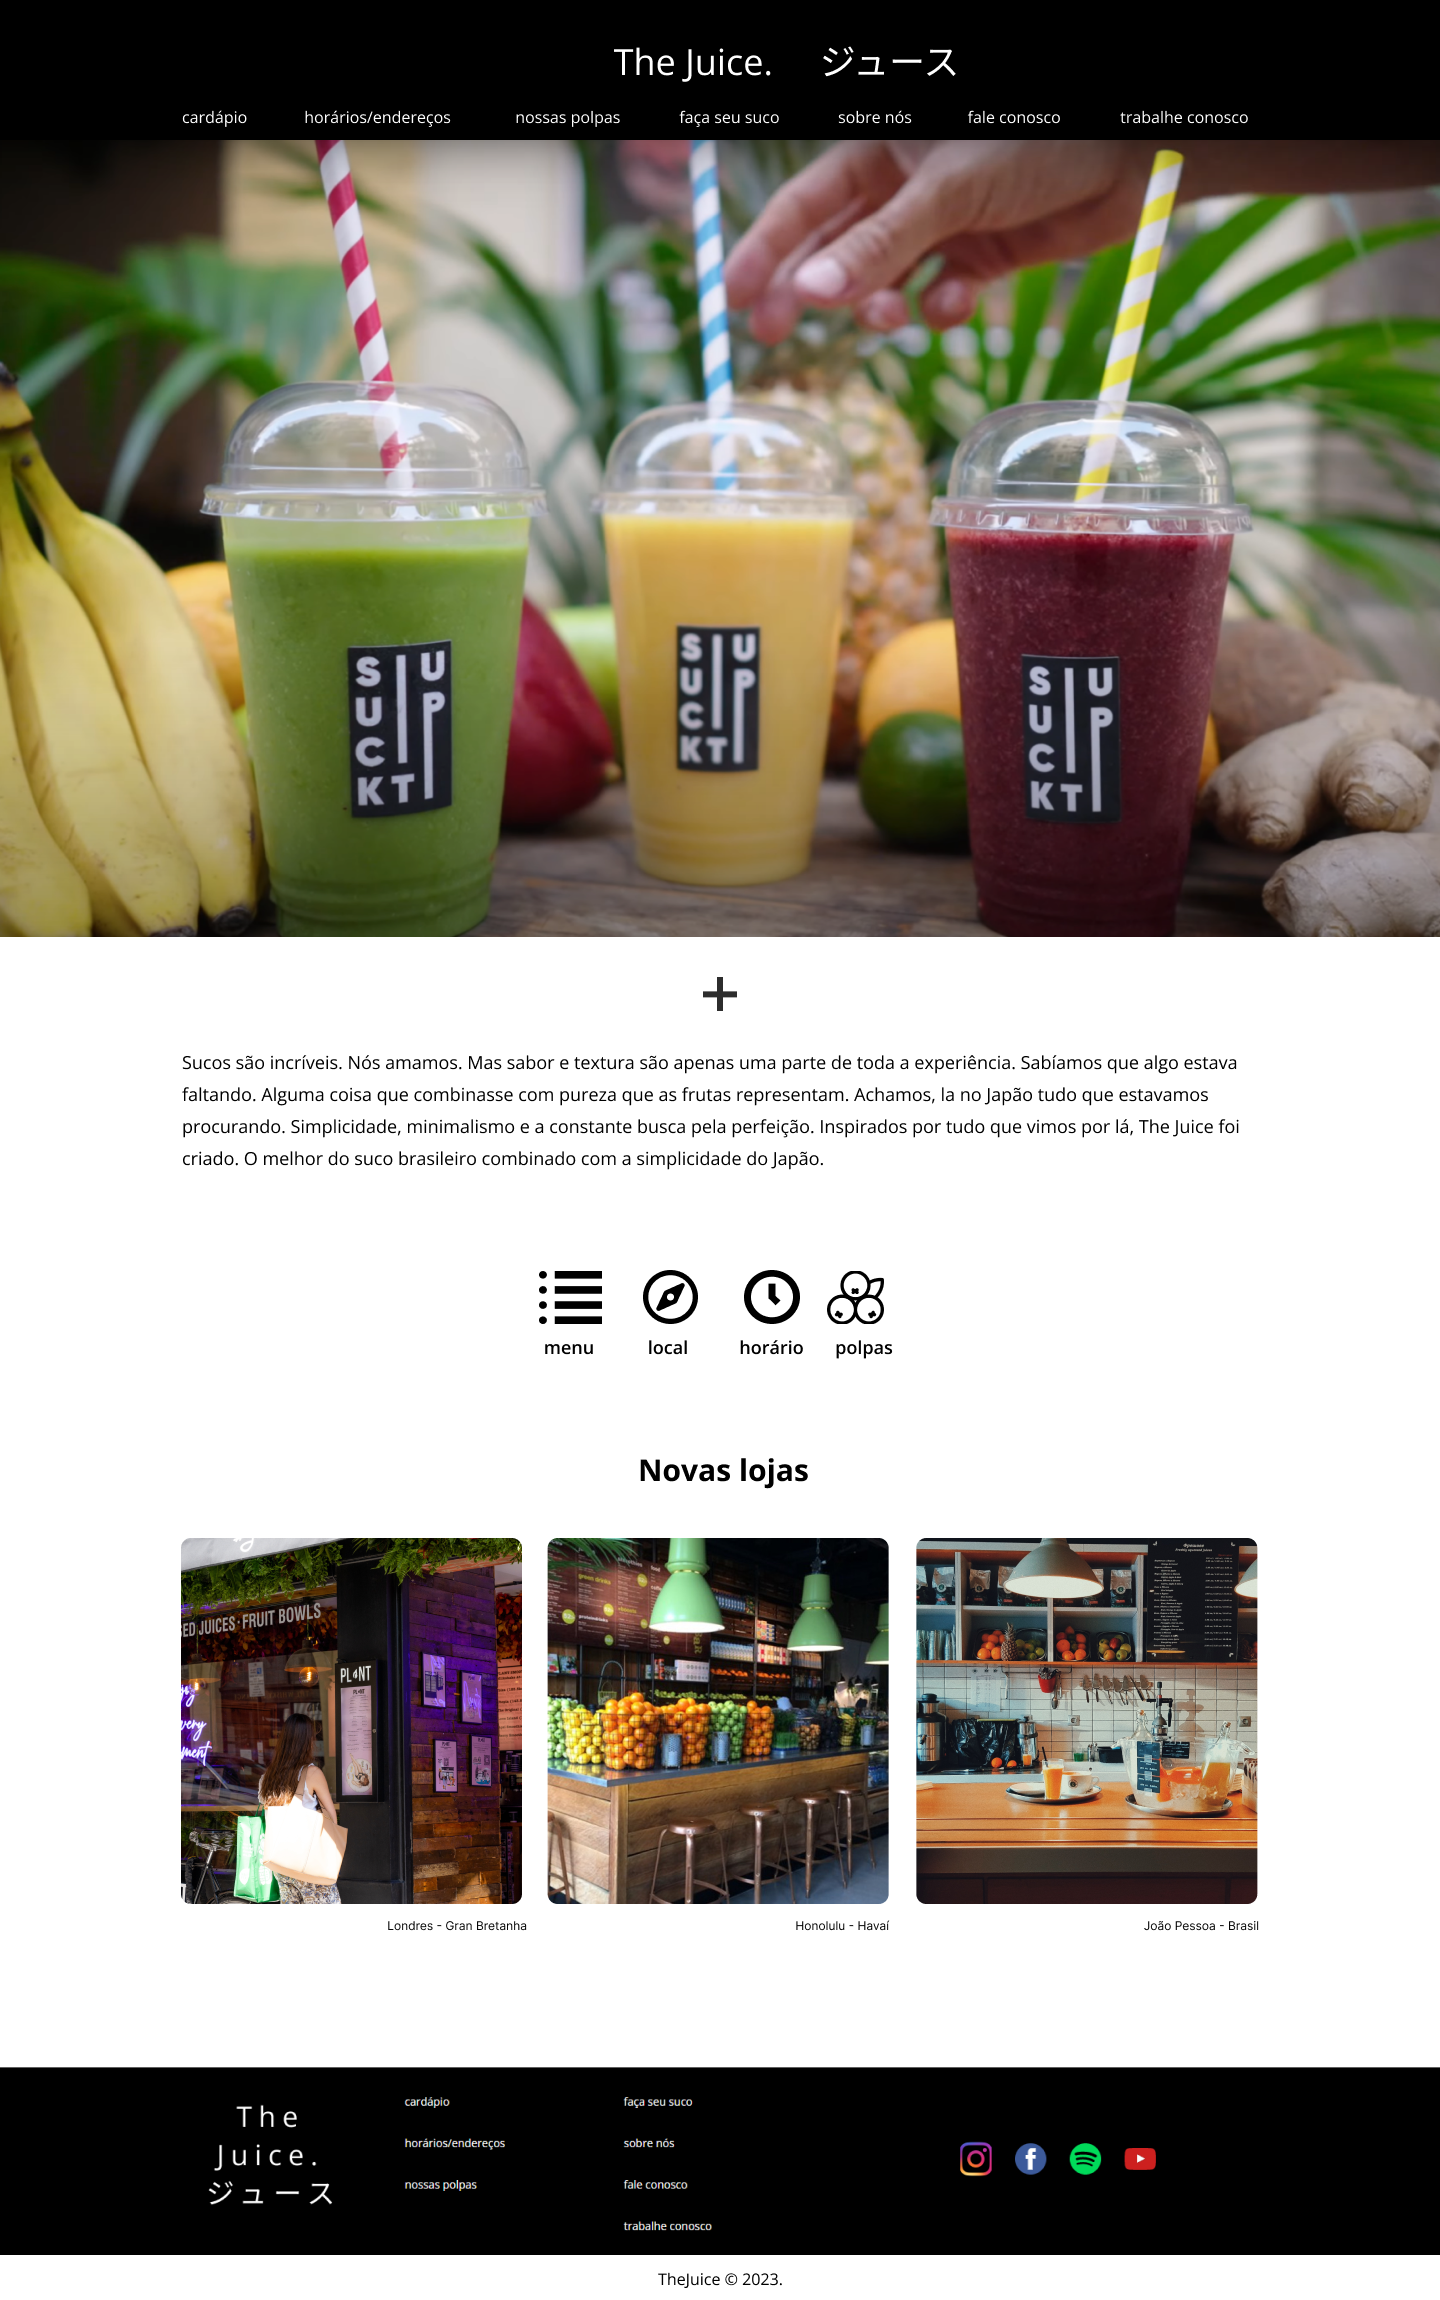 The Juice. ジュース
cardápio horários/endereços nossas polpas faça seu suco sobre nós fale conosco trabalhe conosco
SUCK IT UP
SUCK IT UP
SUCK IT UP
Sucos são incríveis. Nós amamos. Mas sabor e textura são apenas uma parte de toda a experiência. Sabíamos que algo estava
faltando. Alguma coisa que combinasse com pureza que as frutas representam. Achamos, la no Japão tudo que estavamos
procurando. Simplicidade, minimalismo e a constante busca pela perfeição. Inspirados por tudo que vimos por lá, The Juice foi
criado. O melhor do suco brasileiro combinado com a simplicidade do Japão.
menu local horário polpas
Novas lojas
JUICES · FRUIT BOWLS
PLANT
Londres - Gran Bretanha
Honolulu - Havaí
João Pessoa - Brasil
The
Juice.
ジュース
cardápio
horários/endereços
nossas polpas
faça seu suco
sobre nós
fale conosco
trabalhe conosco
TheJuice © 2023.